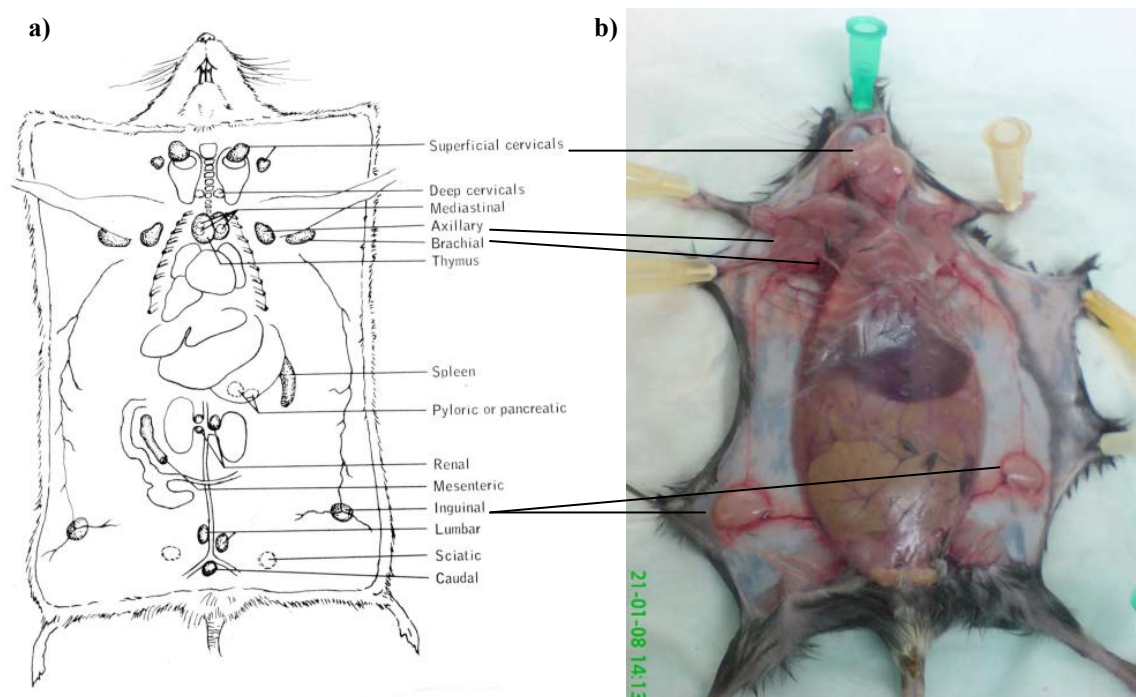 a)
b)
Superficial cervicals
Deep cervicals
Mediastinal
Axillary
Brachial
Thymus
Spleen
Pyloric or pancreatic
Renal
Mesenteric
Inguinal
Lumbar
Sciatic
Caudal
21-01-08 14:13